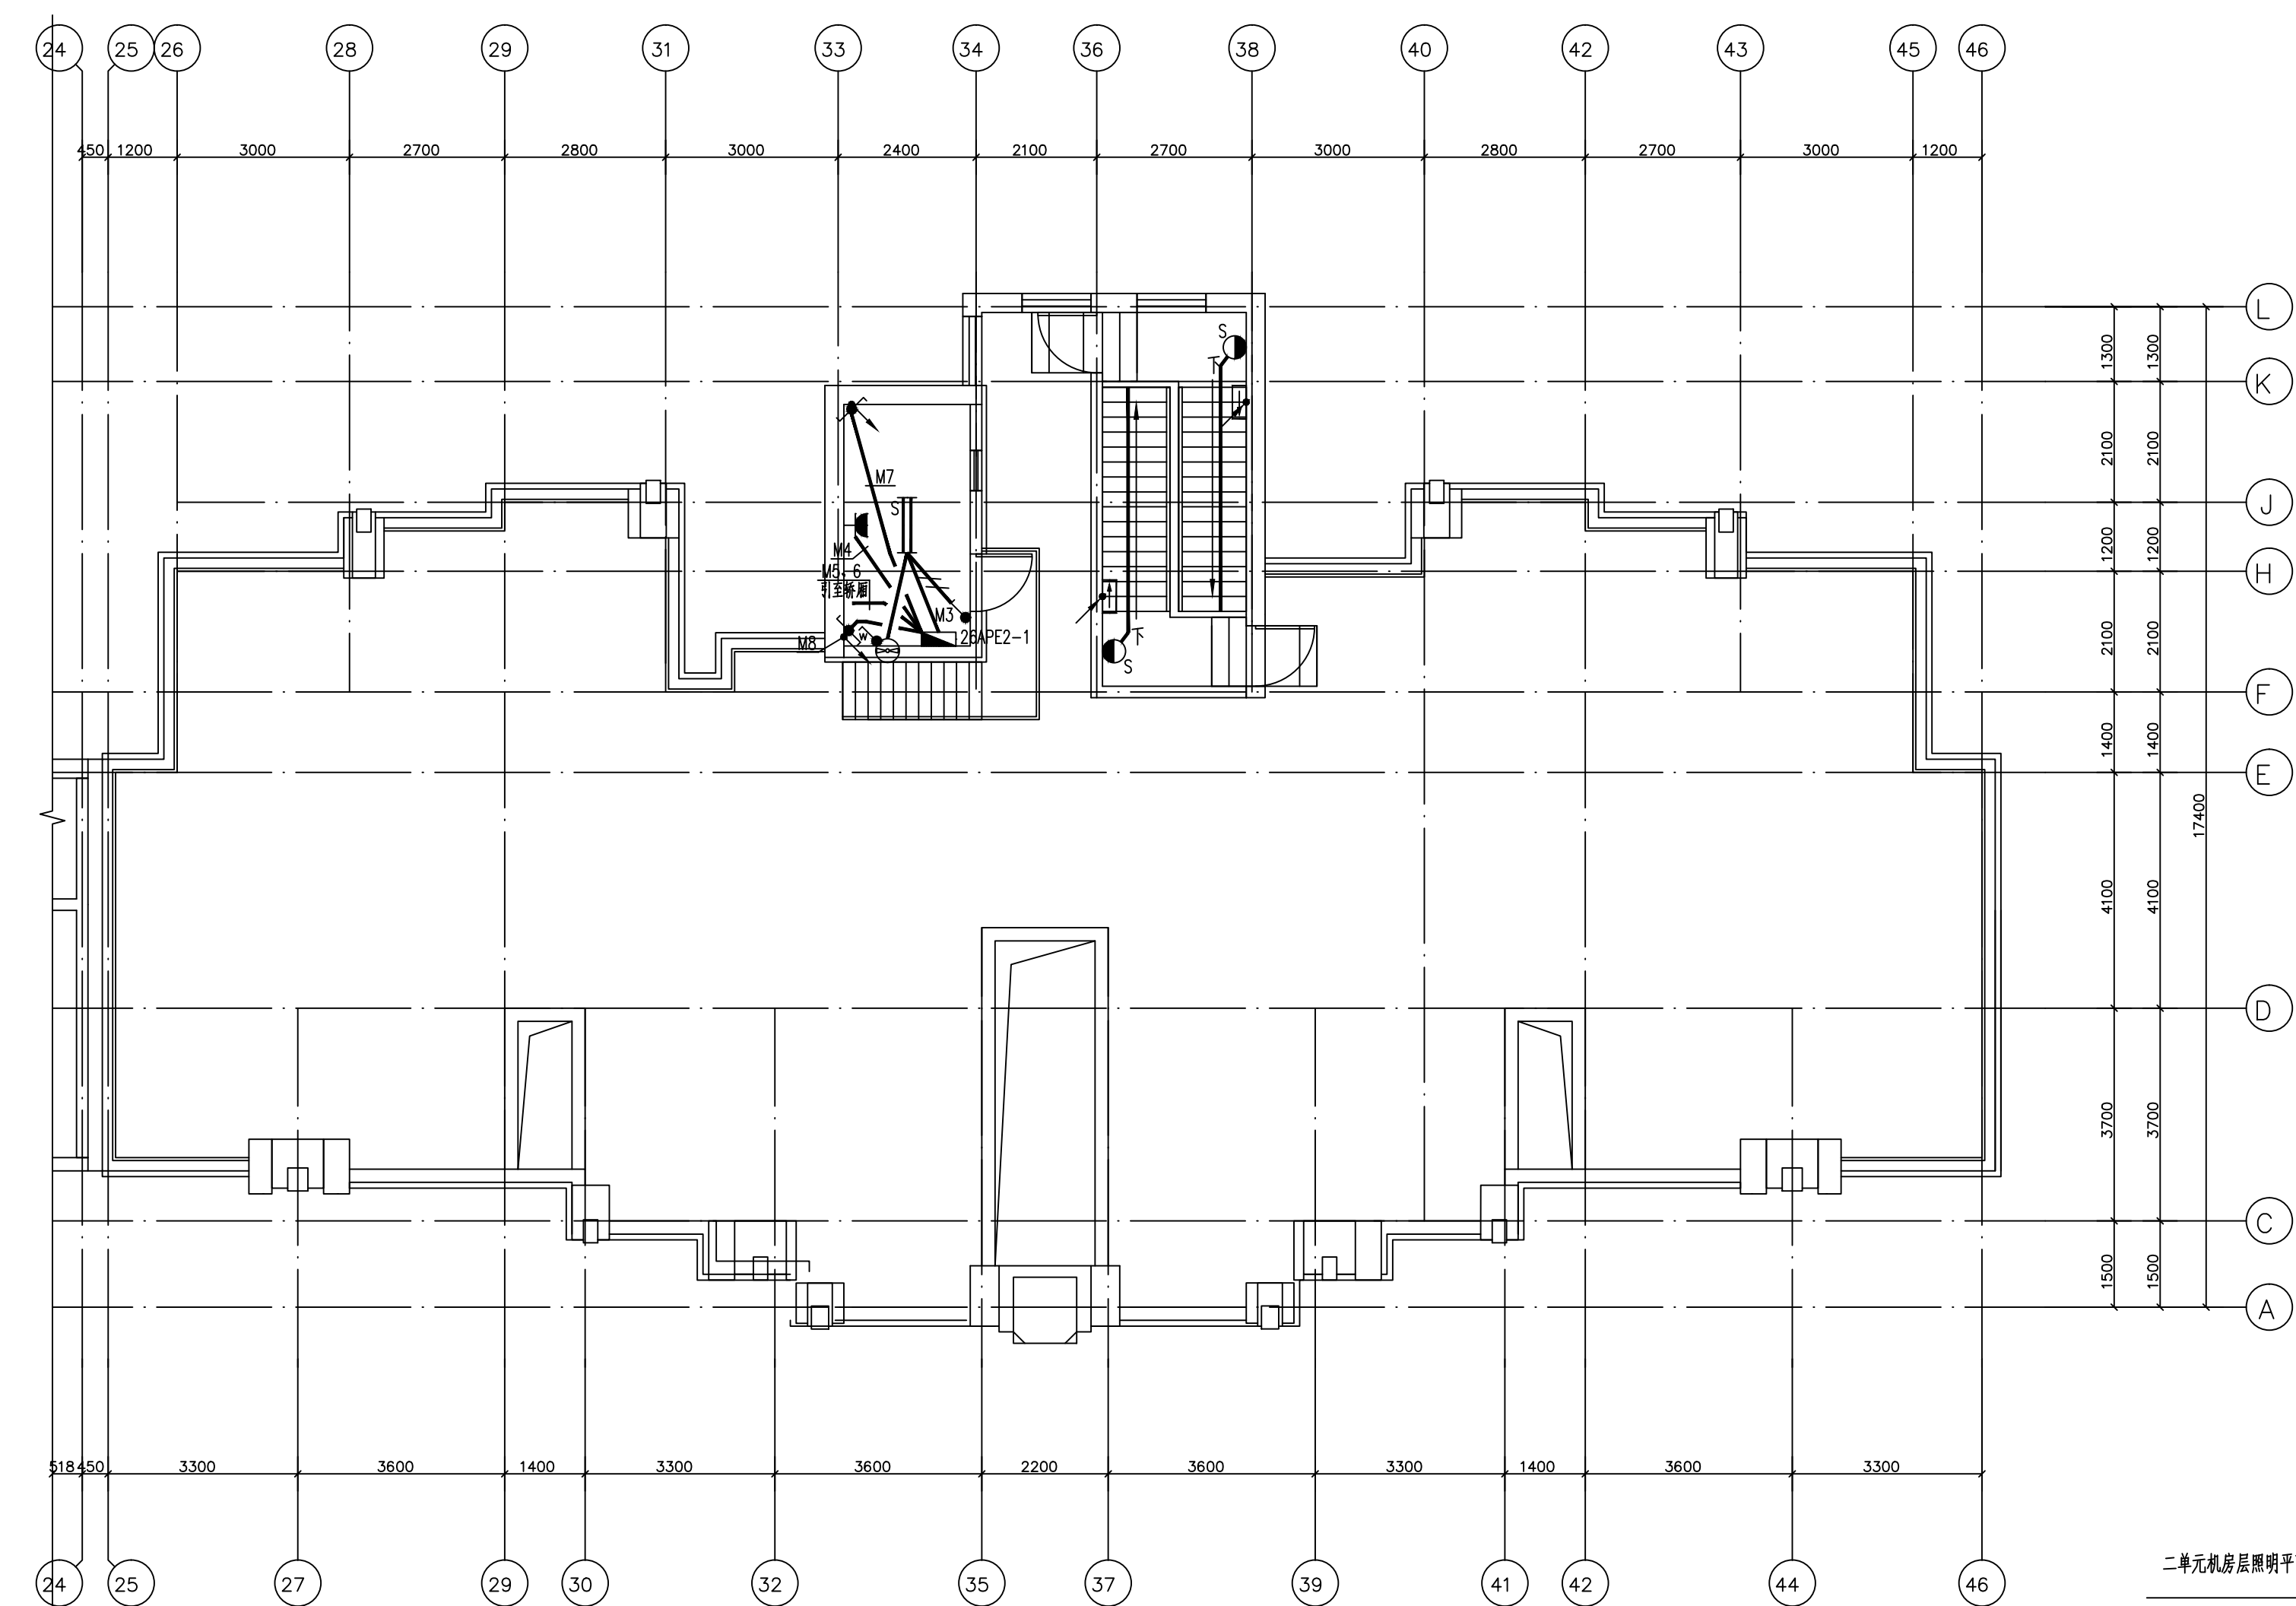 24 25 26 28 29 31 33 34 36 38 40 42 43 45 46
450 1200 3000 2700 2800 3000 2400 2100 2700 3000 2800 2700 3000 1200
L
S
1300 1300
下
K
M7
2100 2100
S
J
M4
1200 1200
M5、6
H
引至轿厢
M3
26APE2-1
下
2100 2100
W
M8
S
F
1400 1400
E
17400
4100 4100
D
3700 3700
C
1500 1500
A
518 450 3300 3600 1400 3300 3600 2200 3600 3300 1400 3600 3300
二单元机房层照明平
24 25 27 29 30 32 35 37 39 41 42 44 46